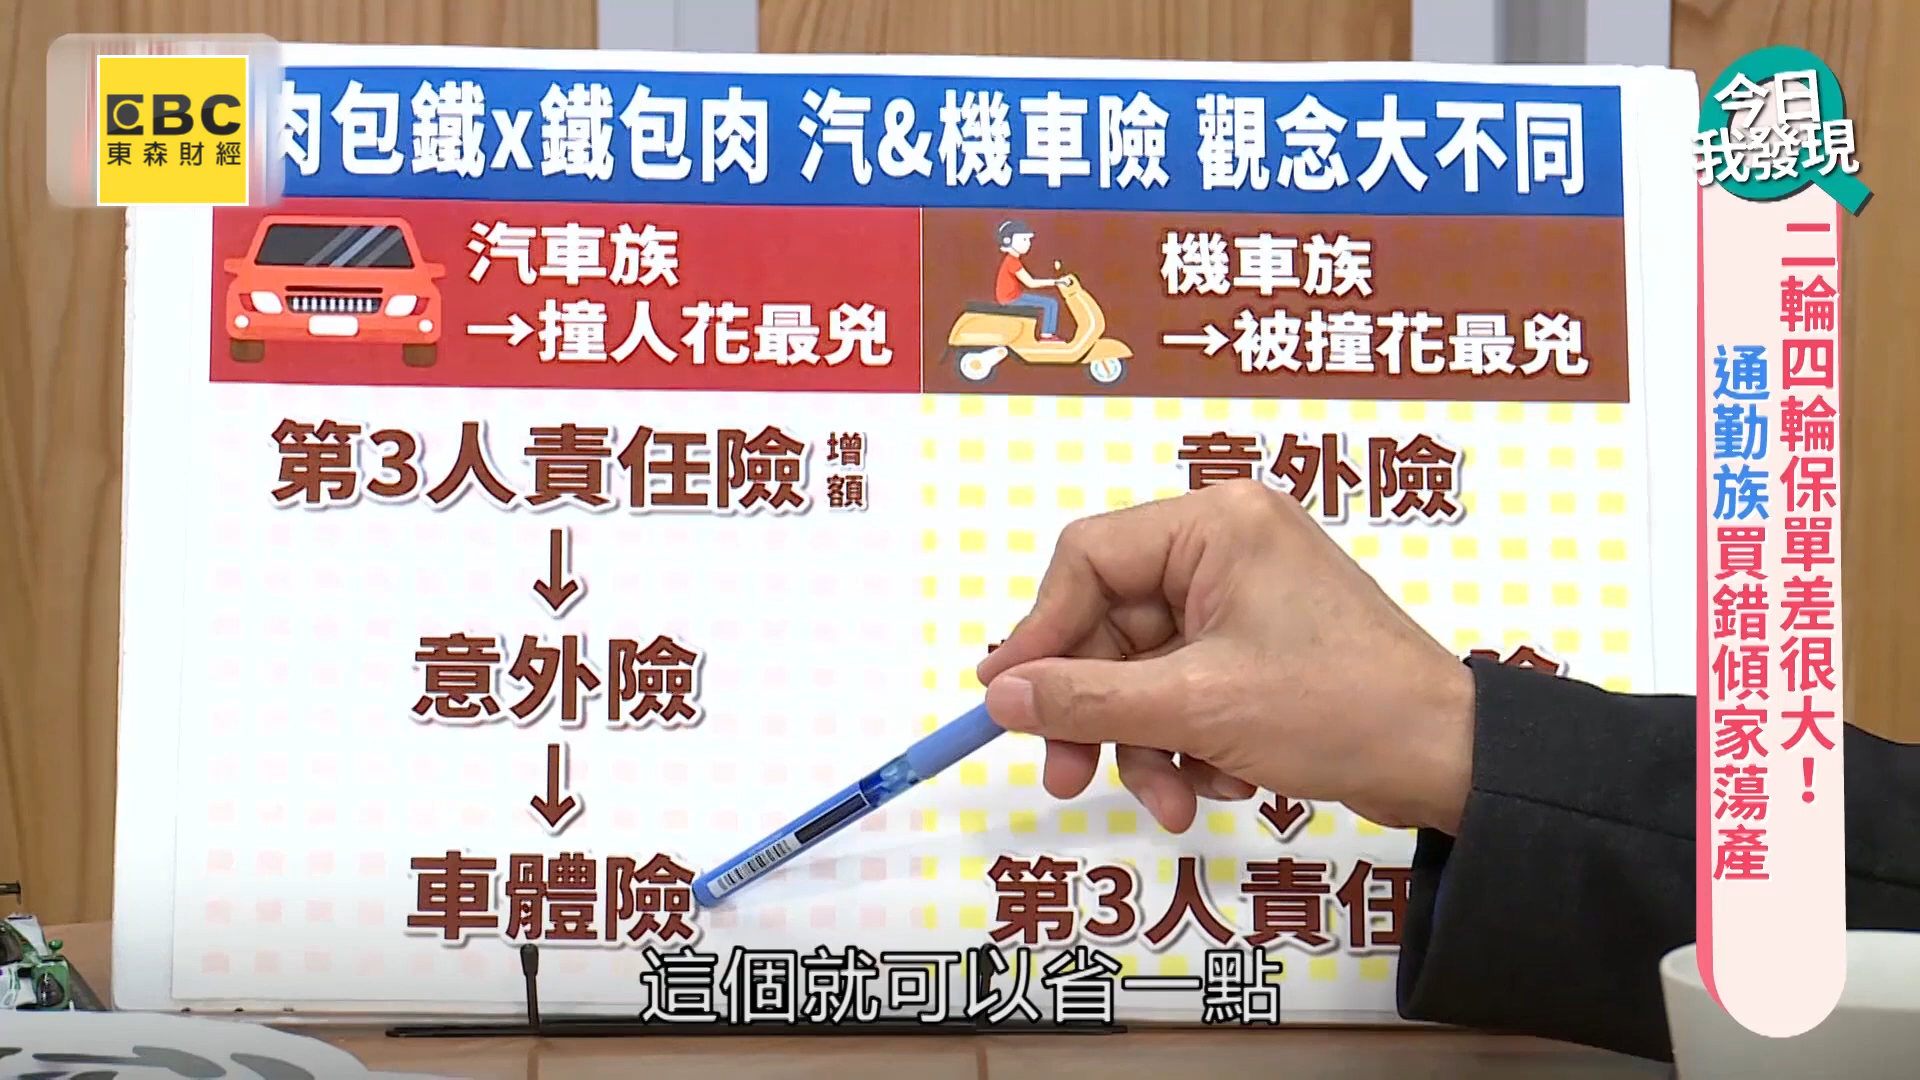 EBC
東森財經
肉包鐵x鐵包肉 汽&機車險 觀念大不同
汽車族
→撞人花最兇
機車族
→被撞花最兇
第3人責任險 增額
↓
意外險
↓
車體險
意外險
險
↓
第3人責任
這個就可以省一點
今日
我發現
二輪四輪保單差很大！
通勤族買錯傾家蕩產